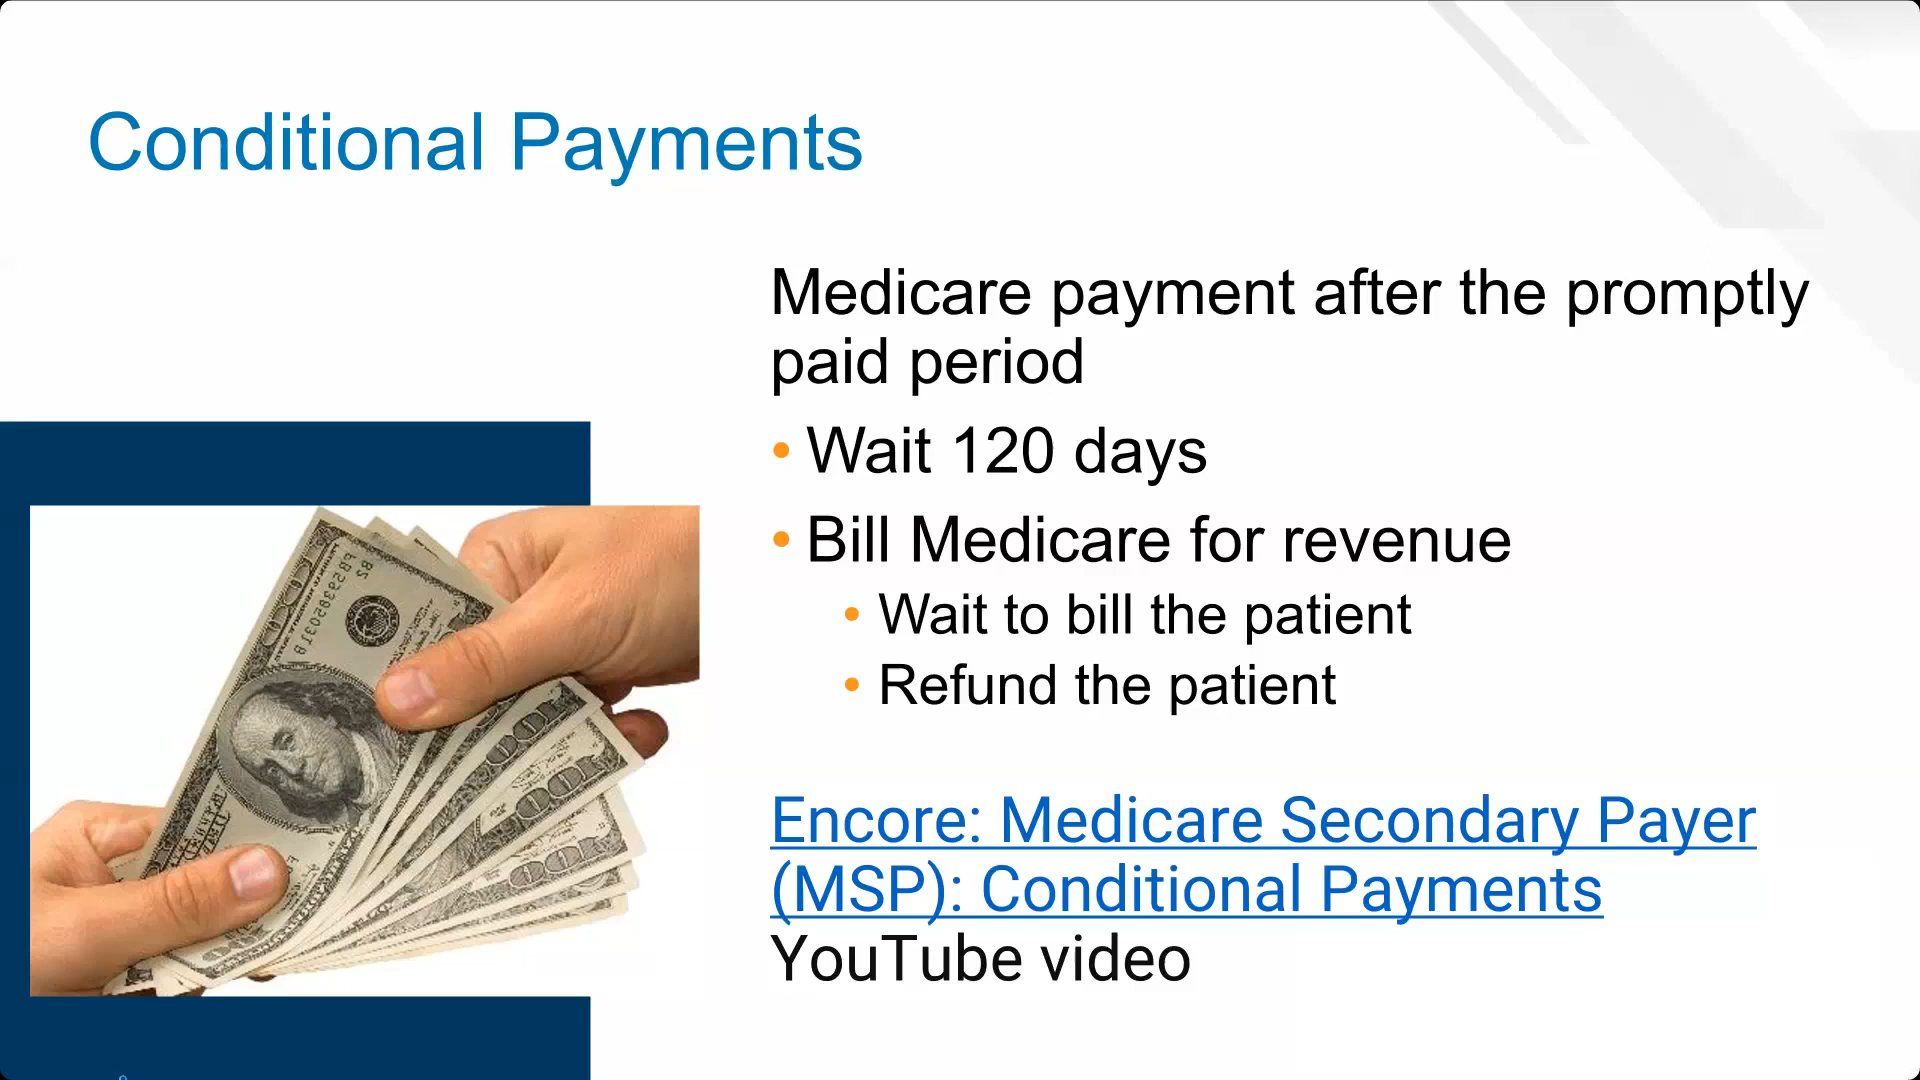 Conditional Payments
Medicare payment after the promptly
paid period
• Wait 120 days
• Bill Medicare for revenue
• Wait to bill the patient
• Refund the patient
Encore: Medicare Secondary Payer
(MSP): Conditional Payments
YouTube video